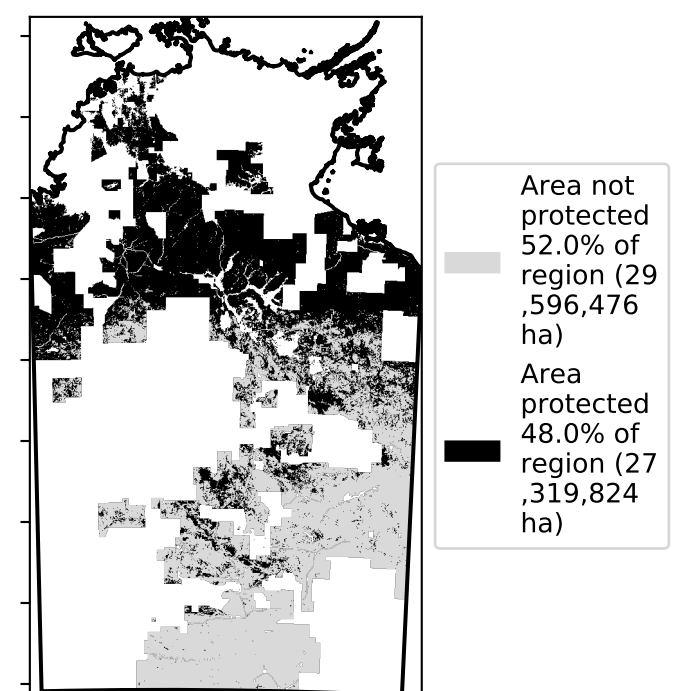 Area not
protected
52.0% of
region (29
,596,476
ha)
Area
protected
48.0% of
region (27
,319,824
ha)